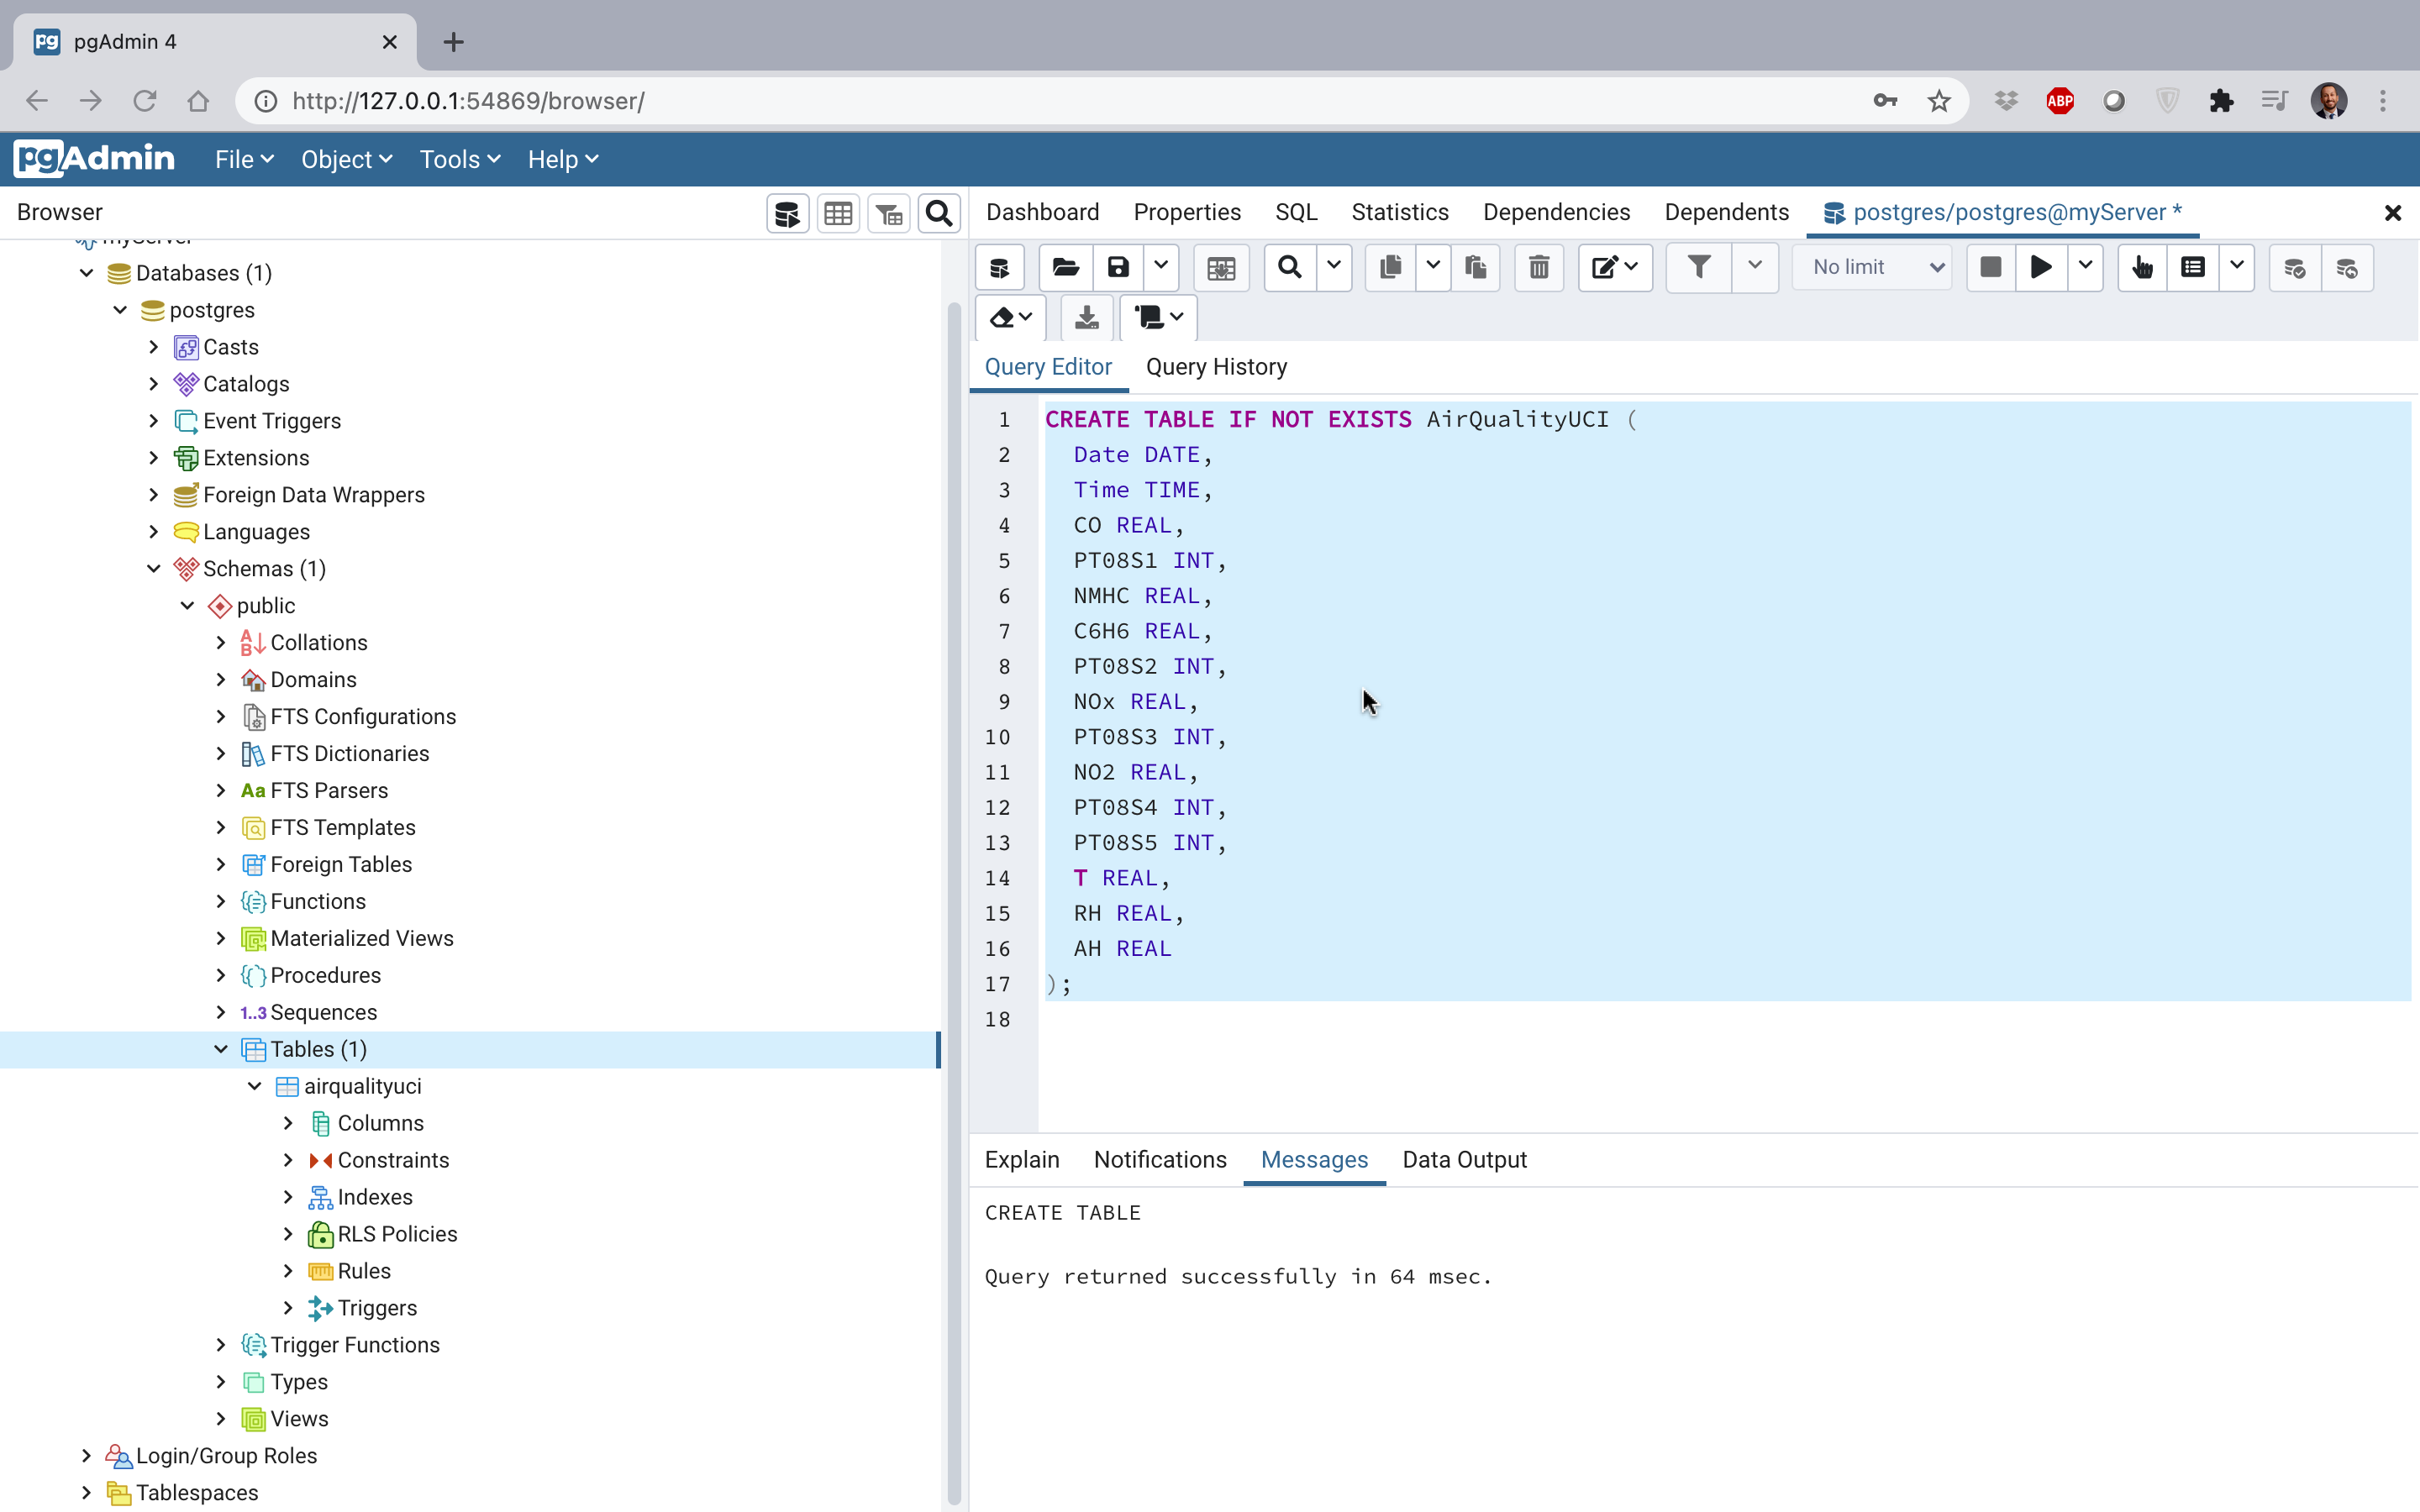 pgAdmin 4
http://127.0.0.1:54869/browser/
ABP
pgAdmin File Object Tools Help
Browser
Dashboard Properties SQL Statistics Dependencies Dependents postgres/postgres@myServer *
myServer
Databases (1)
postgres
Casts
Catalogs
Event Triggers
Extensions
Foreign Data Wrappers
Languages
Schemas (1)
public
Collations
Domains
FTS Configurations
FTS Dictionaries
Aa FTS Parsers
FTS Templates
Foreign Tables
Functions
Materialized Views
Procedures
1..3 Sequences
Tables (1)
airqualityuci
Columns
Constraints
Indexes
RLS Policies
Rules
Triggers
Trigger Functions
Types
Views
Login/Group Roles
Tablespaces
No limit
Query Editor Query History
1 CREATE TABLE IF NOT EXISTS AirQualityUCI (
2 Date DATE,
3 Time TIME,
4 CO REAL,
5 PT08S1 INT,
6 NMHC REAL,
7 C6H6 REAL,
8 PT08S2 INT,
9 NOx REAL,
10 PT08S3 INT,
11 NO2 REAL,
12 PT08S4 INT,
13 PT08S5 INT,
14 T REAL,
15 RH REAL,
16 AH REAL
17 );
18
Explain Notifications Messages Data Output
CREATE TABLE
Query returned successfully in 64 msec.